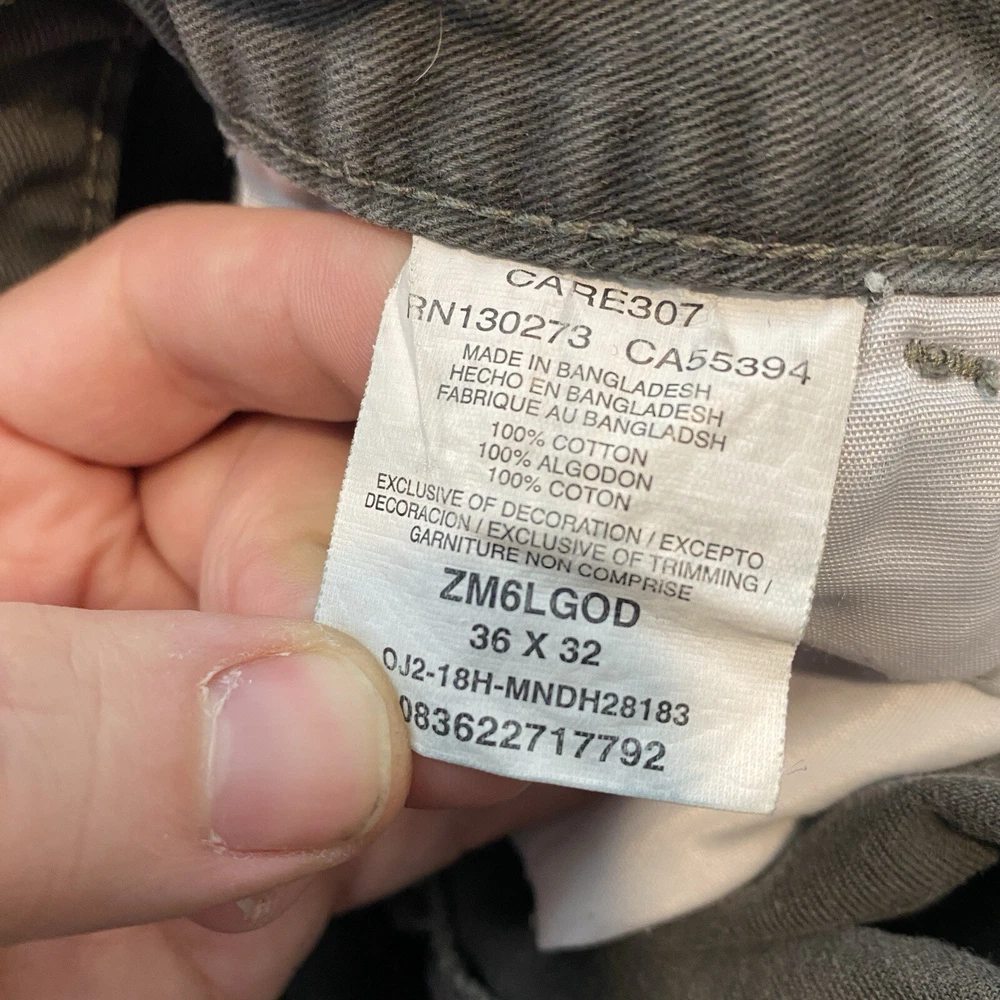 CARE307
RN130273 CA55394
MADE IN BANGLADESH
HECHO EN BANGLADESH
FABRIQUE AU BANGLADSH
100% COTTON
100% ALGODON
100% COTON
EXCLUSIVE OF DECORATION / EXCEPTO
DECORACION / EXCLUSIVE OF TRIMMING /
GARNITURE NON COMPRISE
ZM6LGOD
36 X 32
OJ2-18H-MNDH28183
083622717792